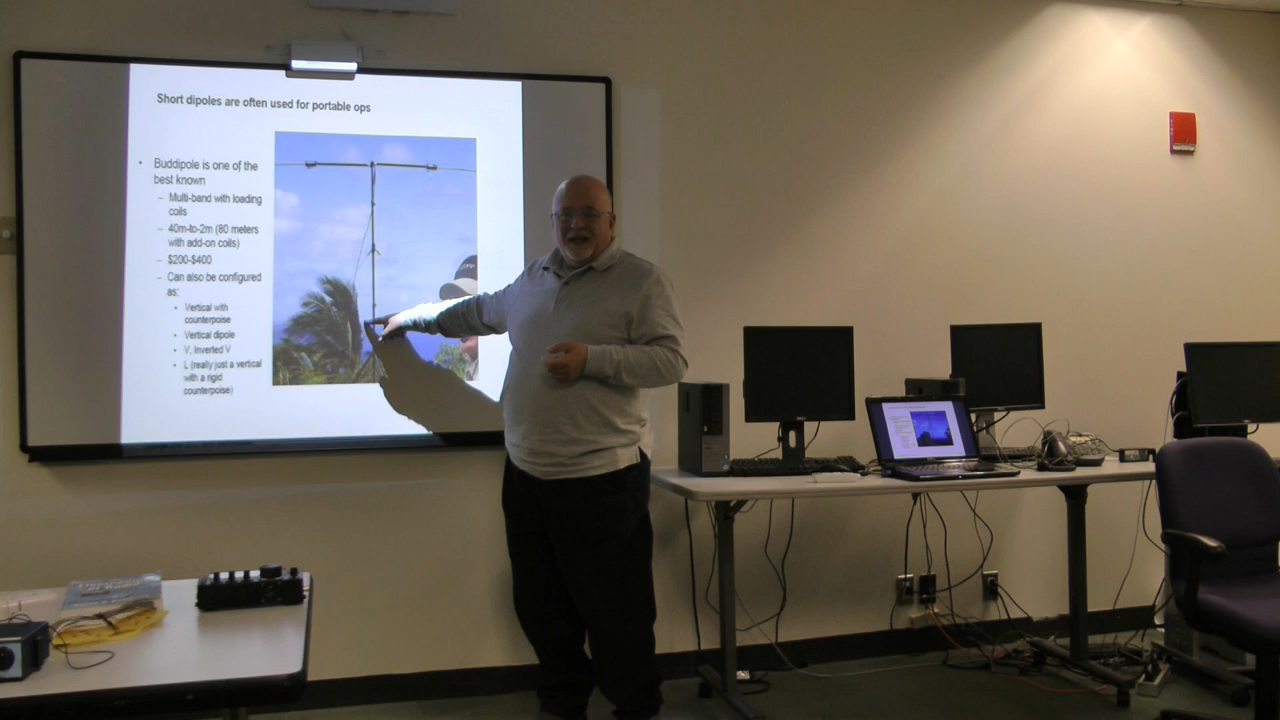 Short dipoles are often used for portable ops
• Buddipole is one of the
best known
– Multi-band with loading
coils
– 40m-to-2m (80 meters
with add-on coils)
– $200-$400
– Can also be configured
as:
• Vertical with
counterpoise
• Vertical dipole
• V, Inverted V
• L (really just a vertical
with a rigid
counterpoise)